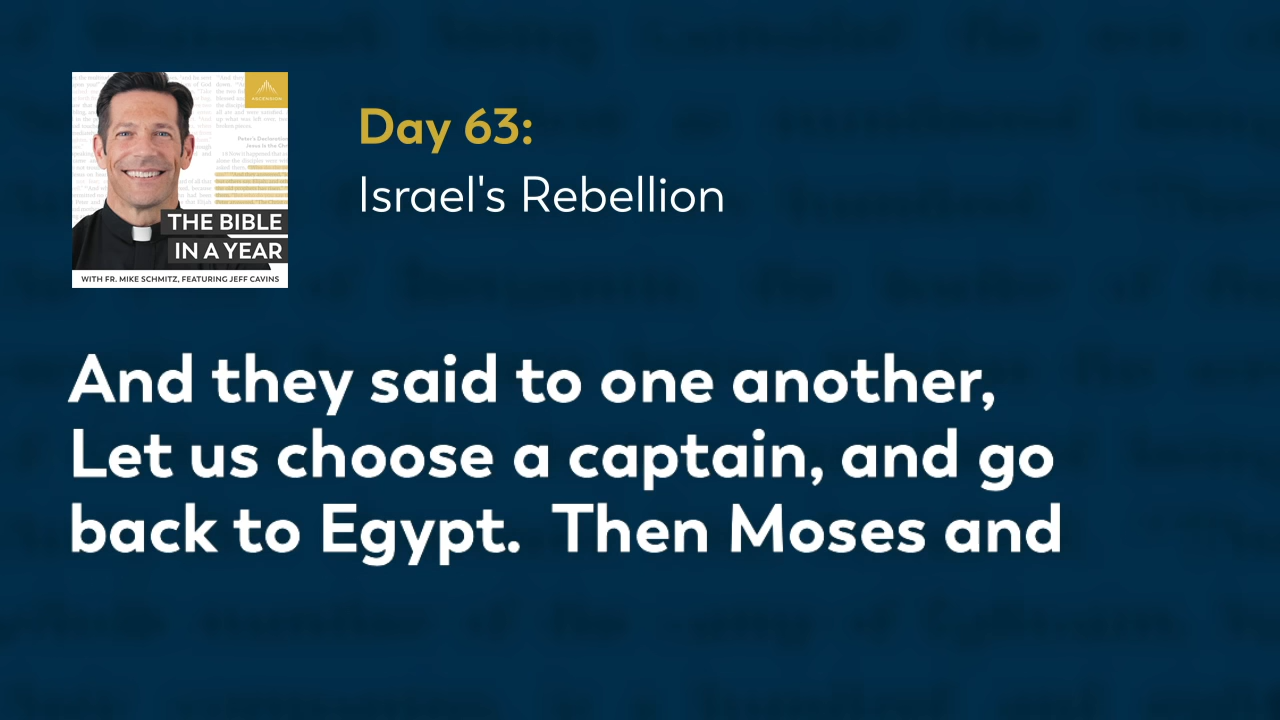 ASCENSION
THE BIBLE
IN A YEAR
WITH FR. MIKE SCHMITZ, FEATURING JEFF CAVINS
Day 63:
Israel's Rebellion
And they said to one another,
Let us choose a captain, and go
back to Egypt. Then Moses and